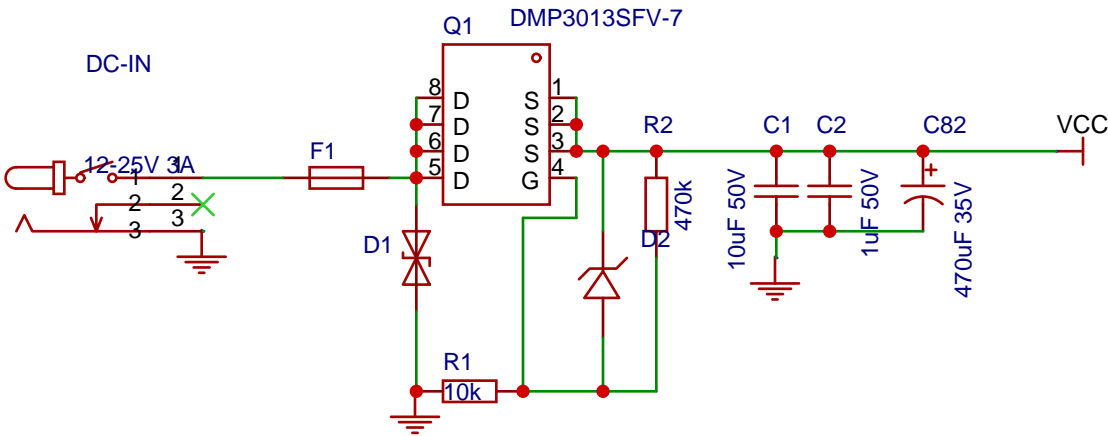 DMP3013SFV-7
Q1
DC-IN
8 D S 1
7 D S 2
6 D S 3
5 D G 4
R2
C1
C2
C82
VCC
F1
12-25V 3A
1 1
2 2
3 3
470k
D2
D1
10uF 50V
1uF 50V
470uF 35V
+
R1
10k